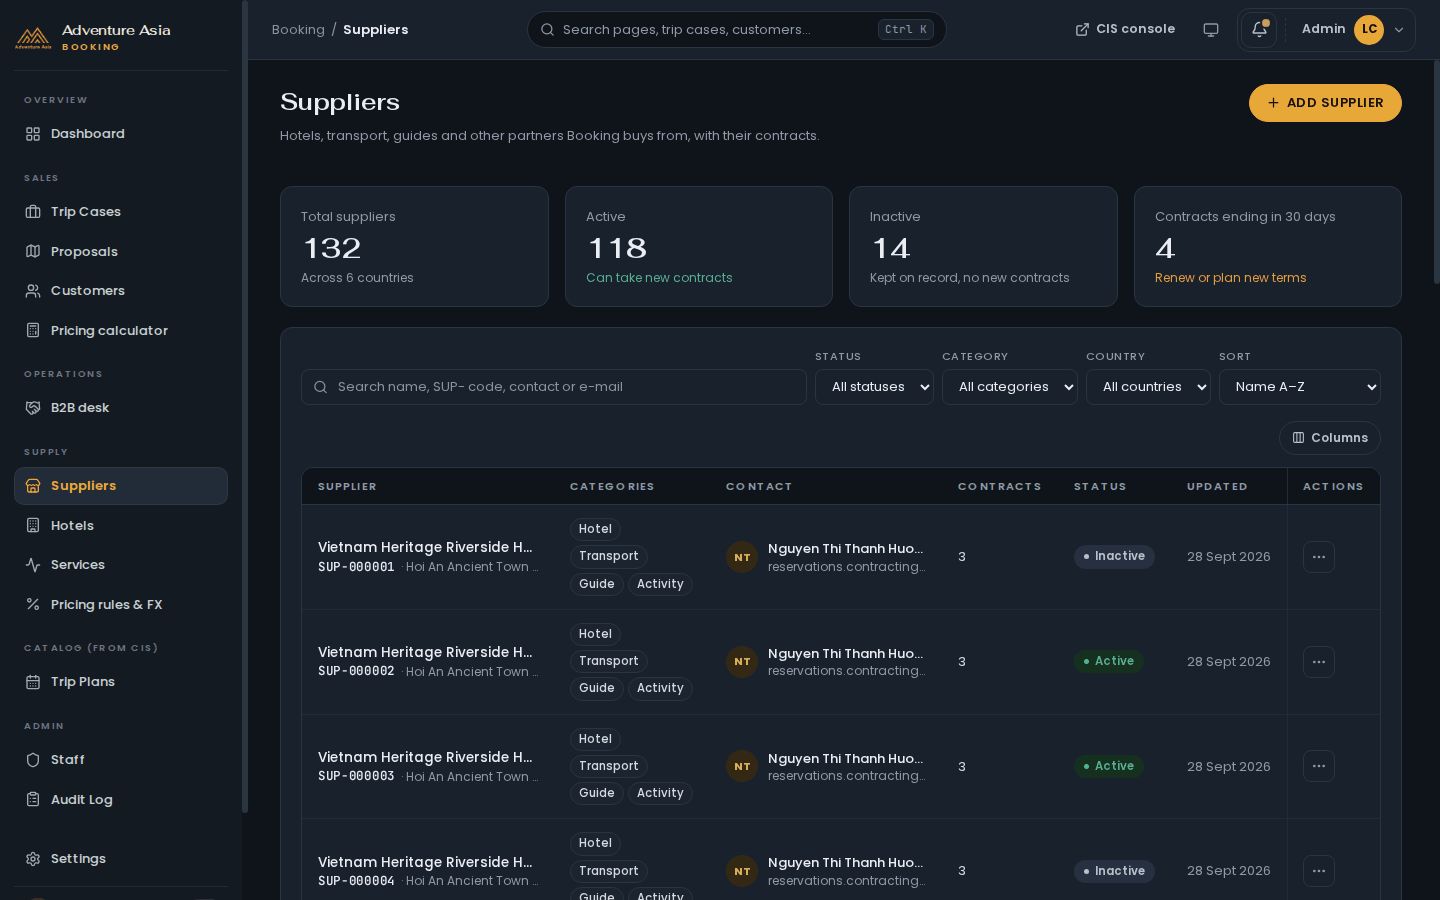 Adventure Asia
BOOKING
Adventure Asia
OVERVIEW
Dashboard
SALES
Trip Cases
Proposals
Customers
Pricing calculator
OPERATIONS
B2B desk
SUPPLY
Suppliers
Hotels
Services
Pricing rules & FX
CATALOG (FROM CIS)
Trip Plans
ADMIN
Staff
Audit Log
Settings
Booking / Suppliers
Search pages, trip cases, customers...
Ctrl K
CIS console
Admin
LC
Suppliers
Hotels, transport, guides and other partners Booking buys from, with their contracts.
+ ADD SUPPLIER
Total suppliers
132
Across 6 countries
Active
118
Can take new contracts
Inactive
14
Kept on record, no new contracts
Contracts ending in 30 days
4
Renew or plan new terms
STATUS
CATEGORY
COUNTRY
SORT
Search name, SUP- code, contact or e-mail
All statuses
All categories
All countries
Name A–Z
Columns
SUPPLIER CATEGORIES CONTACT CONTRACTS STATUS UPDATED ACTIONS
Vietnam Heritage Riverside H...
SUP-000001 · Hoi An Ancient Town ...
Hotel
Transport
Guide Activity
NT
Nguyen Thi Thanh Huo...
reservations.contracting...
3
Inactive
28 Sept 2026
Vietnam Heritage Riverside H...
SUP-000002 · Hoi An Ancient Town ...
Hotel
Transport
Guide Activity
NT
Nguyen Thi Thanh Huo...
reservations.contracting...
3
Active
28 Sept 2026
Vietnam Heritage Riverside H...
SUP-000003 · Hoi An Ancient Town ...
Hotel
Transport
Guide Activity
NT
Nguyen Thi Thanh Huo...
reservations.contracting...
3
Active
28 Sept 2026
Vietnam Heritage Riverside H...
SUP-000004 · Hoi An Ancient Town ...
Hotel
Transport
Guide Activity
NT
Nguyen Thi Thanh Huo...
reservations.contracting...
3
Inactive
28 Sept 2026